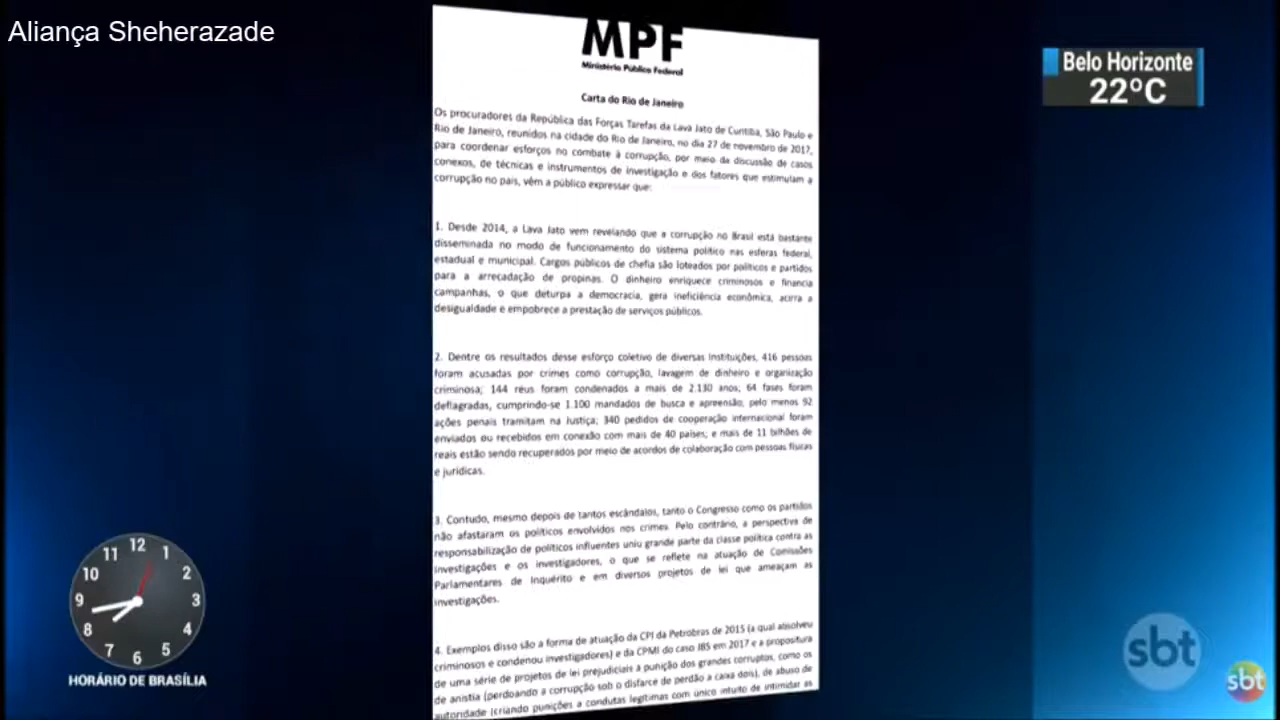 Aliança Sheherazade
Belo Horizonte
22ºC
MPF
Ministério Público Federal
Carta do Rio de Janeiro
Os procuradores da República das Forças Tarefas da Lava Jato de Curitiba, São Paulo e
Rio de Janeiro, reunidos na cidade do Rio de Janeiro, no dia 27 de novembro de 2017,
para coordenar esforços no combate à corrupção, por meio da discussão de casos
conexos, de técnicas e instrumentos de investigação e dos fatores que estimulam a
corrupção no país, vêm a público expressar que:
1. Desde 2014, a Lava Jato vem revelando que a corrupção no Brasil está bastante
disseminada no modo de funcionamento do sistema político nas esferas federal,
estadual e municipal. Cargos públicos de chefia são loteados por políticos e partidos
para a arrecadação de propinas. O dinheiro enriquece criminosos e financia
campanhas, o que deturpa a democracia, gera ineficiência econômica, acirra a
desigualdade e empobrece a prestação de serviços públicos.
2. Dentre os resultados desse esforço coletivo de diversas instituições, 416 pessoas
foram acusadas por crimes como corrupção, lavagem de dinheiro e organização
criminosa; 144 réus foram condenados a mais de 2.130 anos; 64 fases foram
deflagradas, cumprindo-se 1.100 mandados de busca e apreensão; pelo menos 92
ações penais tramitam na Justiça; 340 pedidos de cooperação internacional foram
enviados ou recebidos em conexão com mais de 40 países; e mais de 11 bilhões de
reais estão sendo recuperados por meio de acordos de colaboração com pessoas físicas
e jurídicas.
3. Contudo, mesmo depois de tantos escândalos, tanto o Congresso como os partidos
não afastaram os políticos envolvidos nos crimes. Pelo contrário, a perspectiva de
responsabilização de políticos influentes uniu grande parte da classe política contra as
investigações e os investigadores, o que se reflete na atuação de Comissões
Parlamentares de Inquérito e em diversos projetos de lei que ameaçam as
investigações.
4. Exemplos disso são a forma de atuação da CPI da Petrobras de 2015 (a qual absolveu
criminosos e condenou investigadores) e da CPMI do caso JBS em 2017 e a propositura
de uma série de projetos de lei prejudiciais à punição dos grandes corruptos, como os
de anistia (perdoando a corrupção sob o disfarce de perdão a caixa dois), de abuso de
autoridade (criando punições a condutas legítimas com único intuito de intimidar as
12
1
2
3
4
5
6
7
8
9
10
11
HORÁRIO DE BRASÍLIA
sbt
sbt